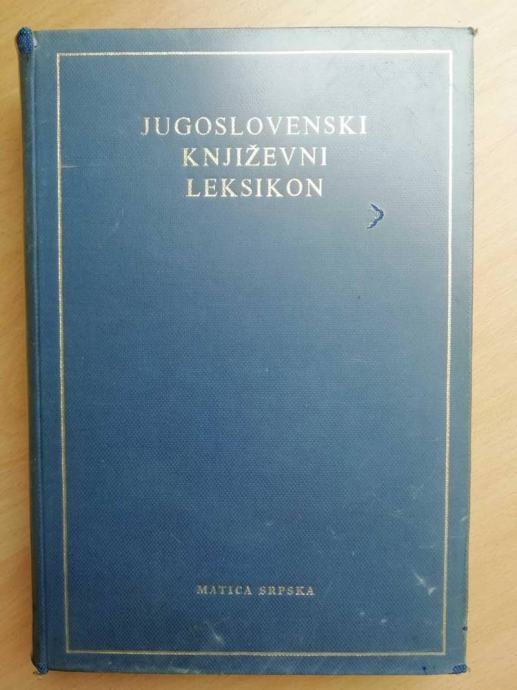 JUGOSLOVENSKI
KNJIŽEVNI
LEKSIKON
MATICA SRPSKA